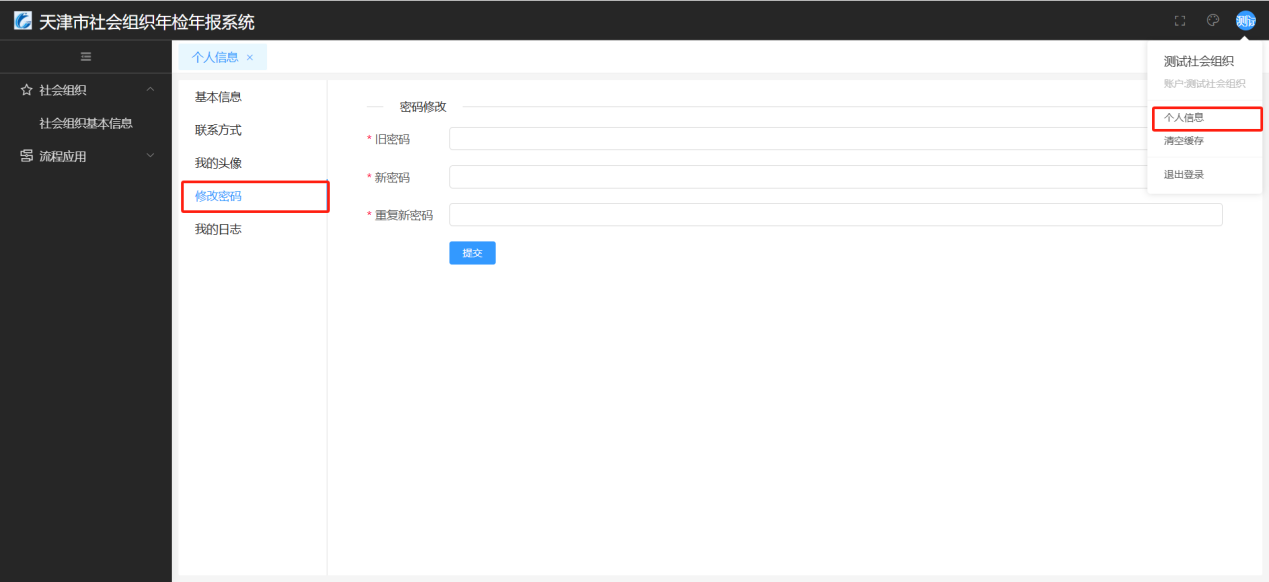 天津市社会组织年检年报系统
测试
个人信息 ×
测试社会组织
账户:测试社会组织
个人信息
清空缓存
退出登录
社会组织
社会组织基本信息
流程应用
基本信息
联系方式
我的头像
修改密码
我的日志
密码修改
* 旧密码
* 新密码
* 重复新密码
提交